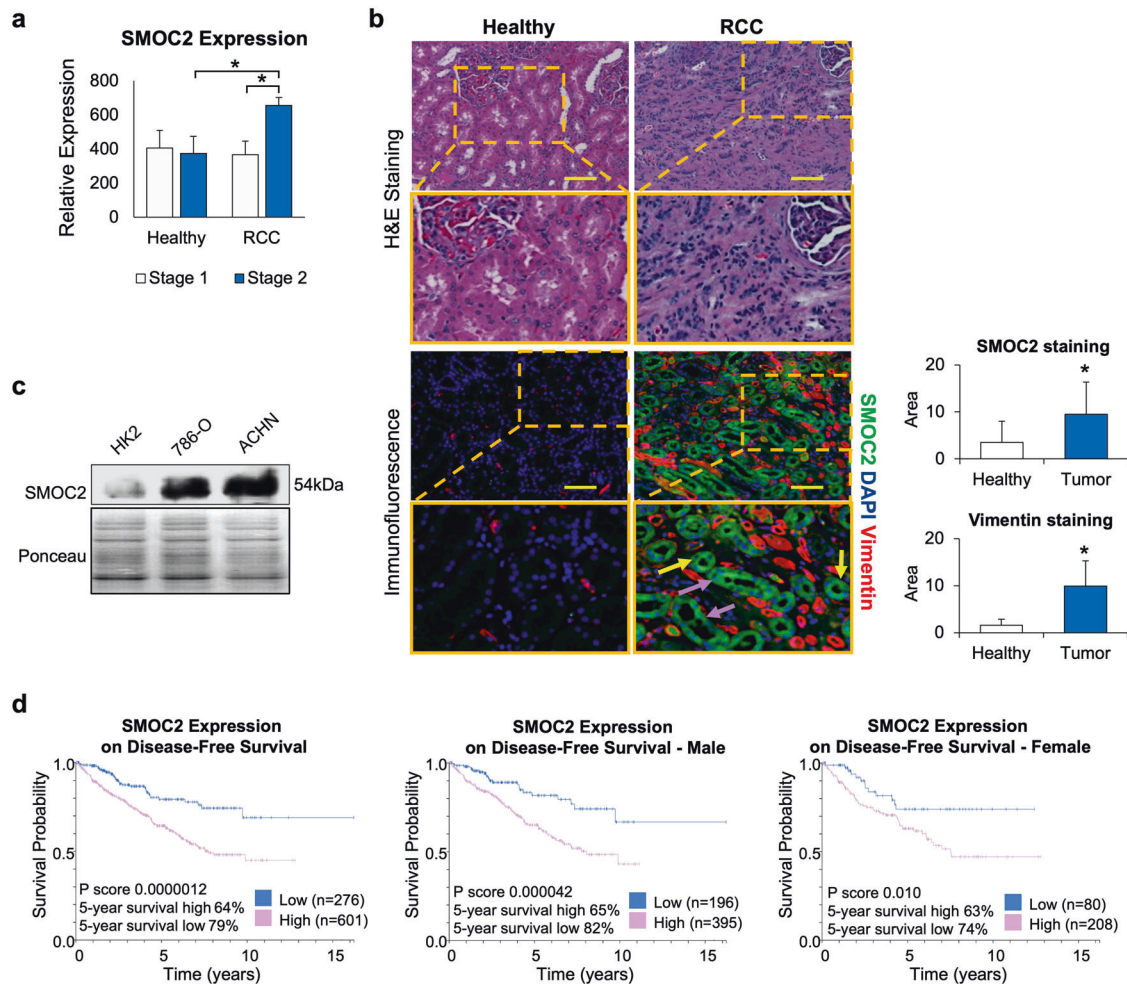 a
SMOC2 Expression
Relative Expression
800
600
400
200
0
*
*
Healthy
RCC
Stage 1
Stage 2
b
Healthy
RCC
H&E Staining
Immunofluorescence
SMOC2 DAPI Vimentin
SMOC2 staining
Area
20
10
0
*
Healthy
Tumor
Vimentin staining
Area
20
10
0
*
Healthy
Tumor
c
HK2
786-O
ACHN
SMOC2
54kDa
Ponceau
d
SMOC2 Expression
on Disease-Free Survival
Survival Probability
1.0
0.5
0.0
P score 0.0000012
5-year survival high 64%
5-year survival low 79%
Low (n=276)
High (n=601)
0 5 10 15
Time (years)
SMOC2 Expression
on Disease-Free Survival - Male
Survival Probability
1.0
0.5
0.0
P score 0.000042
5-year survival high 65%
5-year survival low 82%
Low (n=196)
High (n=395)
0 5 10 15
Time (years)
SMOC2 Expression
on Disease-Free Survival - Female
Survival Probability
1.0
0.5
0.0
P score 0.010
5-year survival high 63%
5-year survival low 74%
Low (n=80)
High (n=208)
0 5 10 15
Time (years)